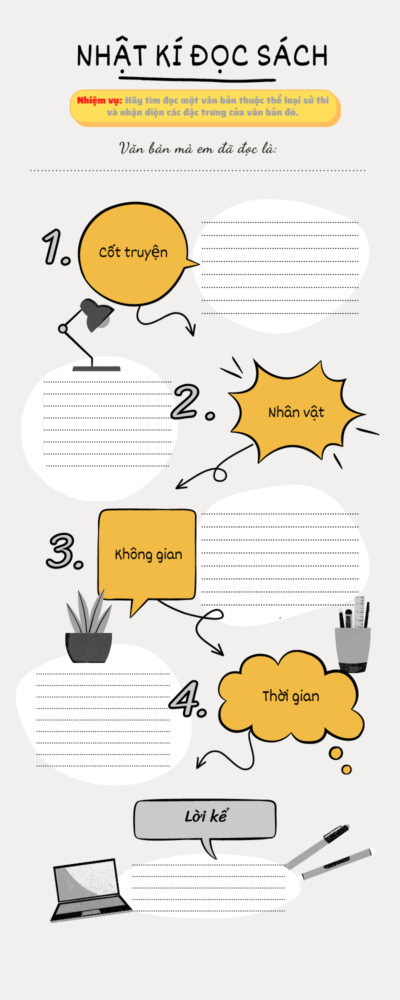 NHẬT KÍ ĐỌC SÁCH
Nhiệm vụ: Hãy tìm đọc một văn bản thuộc thể loại sử thi
và nhận diện các đặc trưng của văn bản đó.
Văn bản mà em đã đọc là:
1.
Cốt truyện
2.
Nhân vật
3.
Không gian
4.
Thời gian
Lời kể